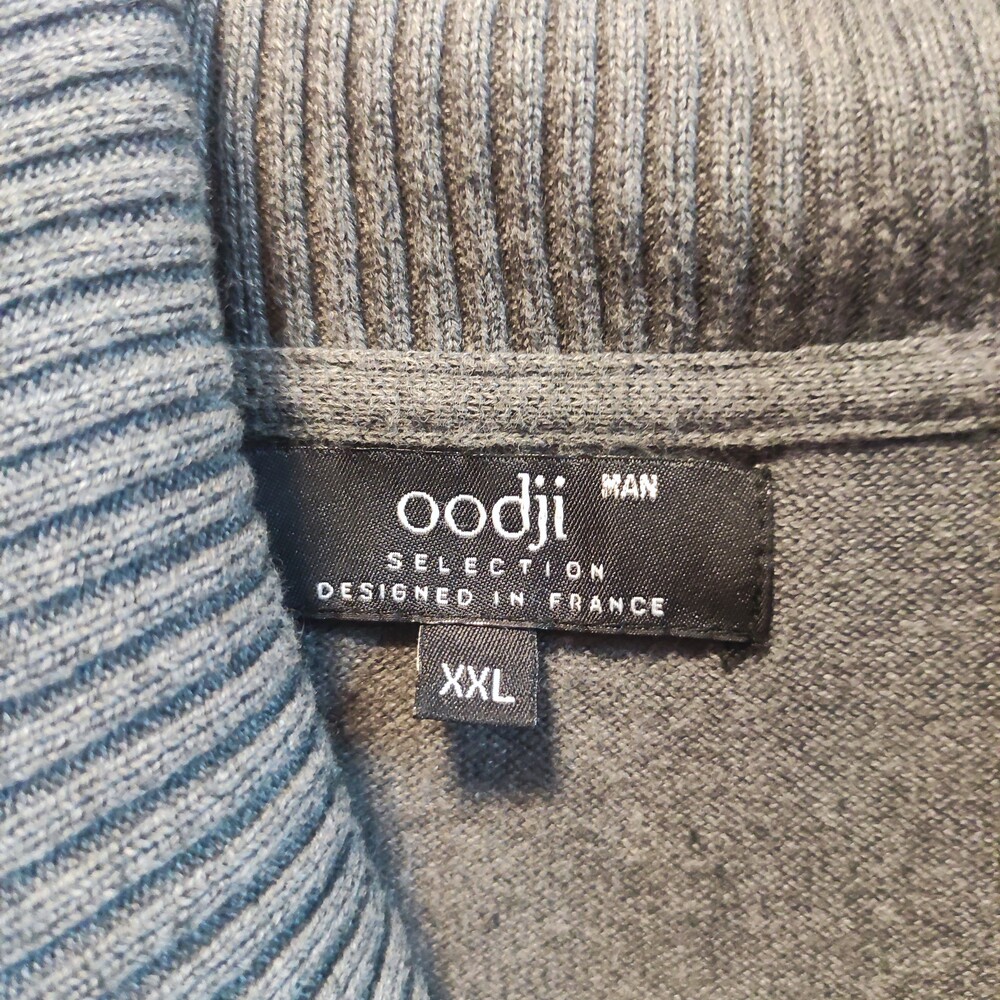 oodji MAN
SELECTION
DESIGNED IN FRANCE
XXL